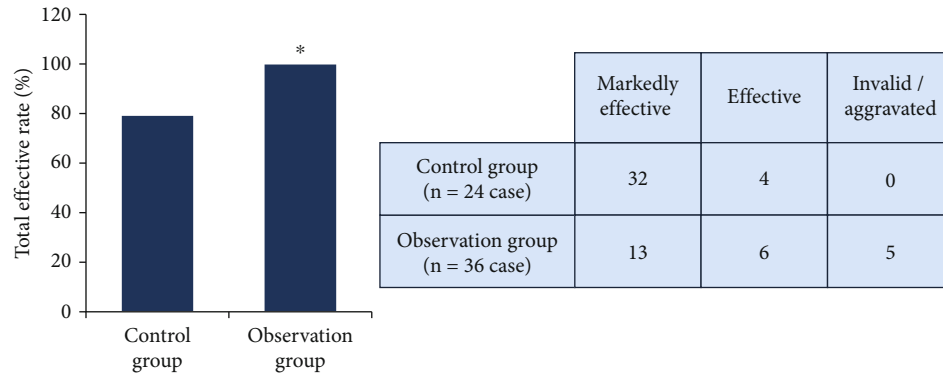 Total effective rate (%)
120
100
80
60
40
20
0
*
Control
group
Observation
group
Markedly
effective
Effective
Invalid /
aggravated
Control group
(n = 24 case)
32
4
0
Observation group
(n = 36 case)
13
6
5